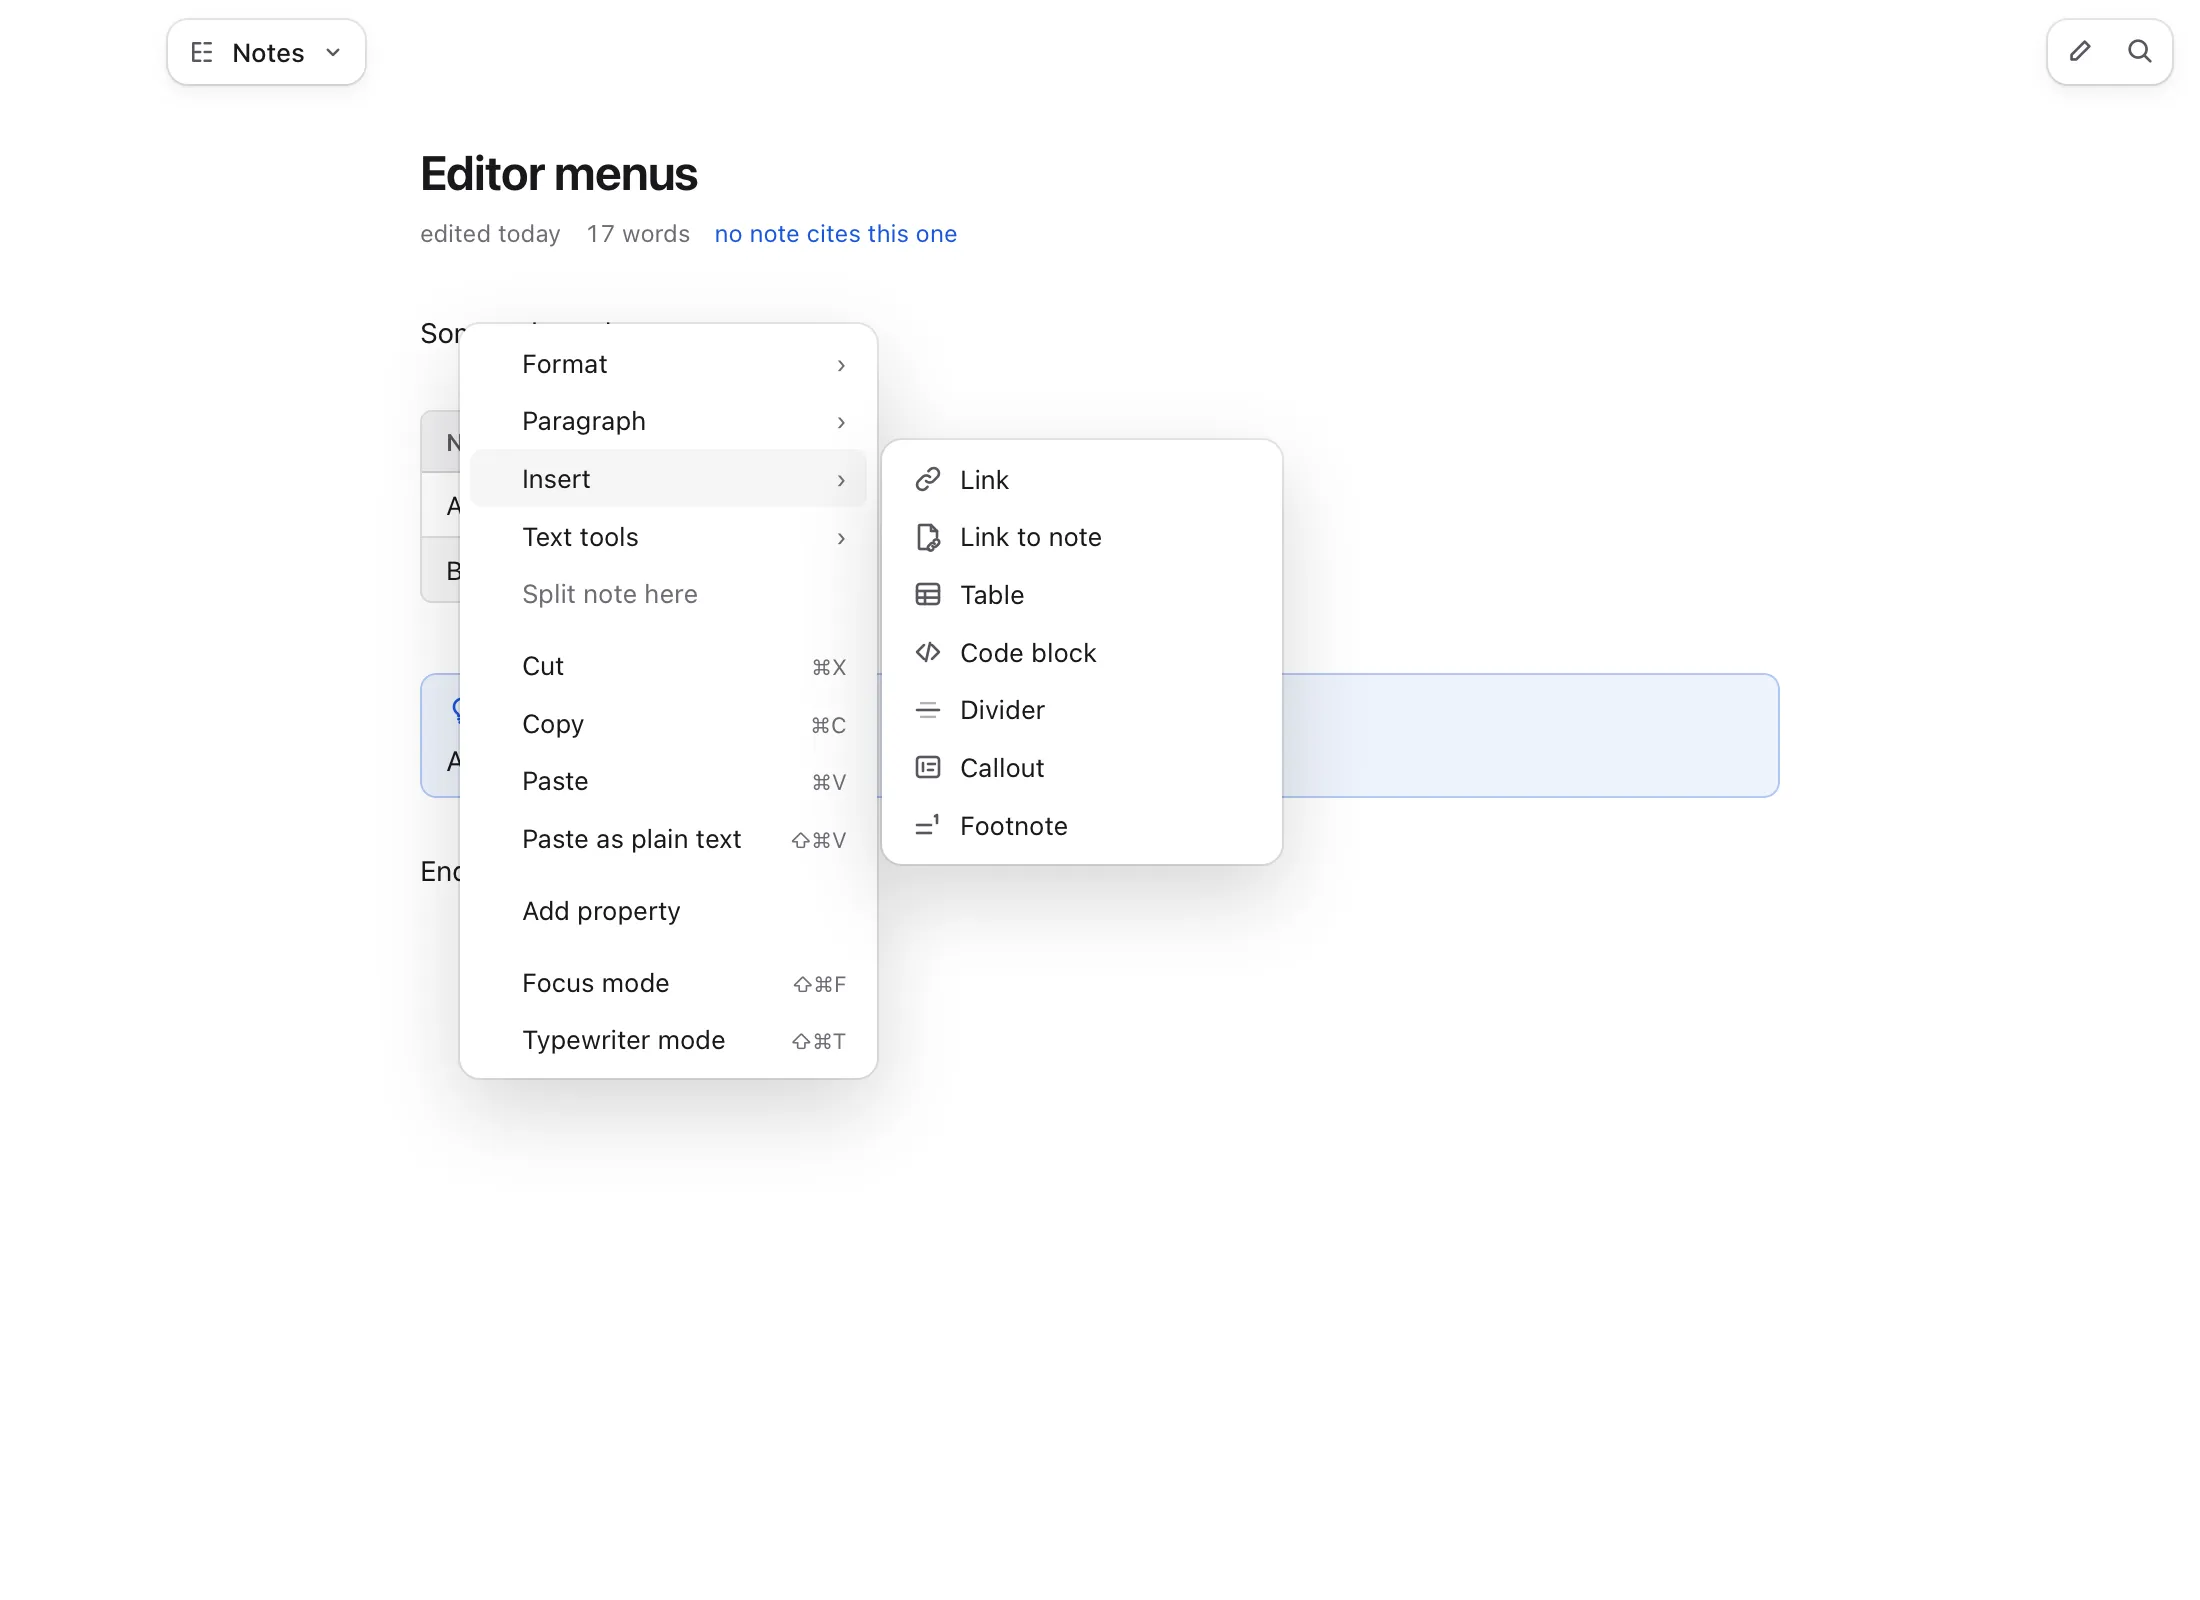 Notes
Editor menus
edited today 17 words no note cites this one
Format
Paragraph
Insert
Text tools
Split note here
Cut ⌘X
Copy ⌘C
Paste ⌘V
Paste as plain text ⇧⌘V
Add property
Focus mode ⇧⌘F
Typewriter mode ⇧⌘T
Link
Link to note
Table
Code block
Divider
Callout
Footnote